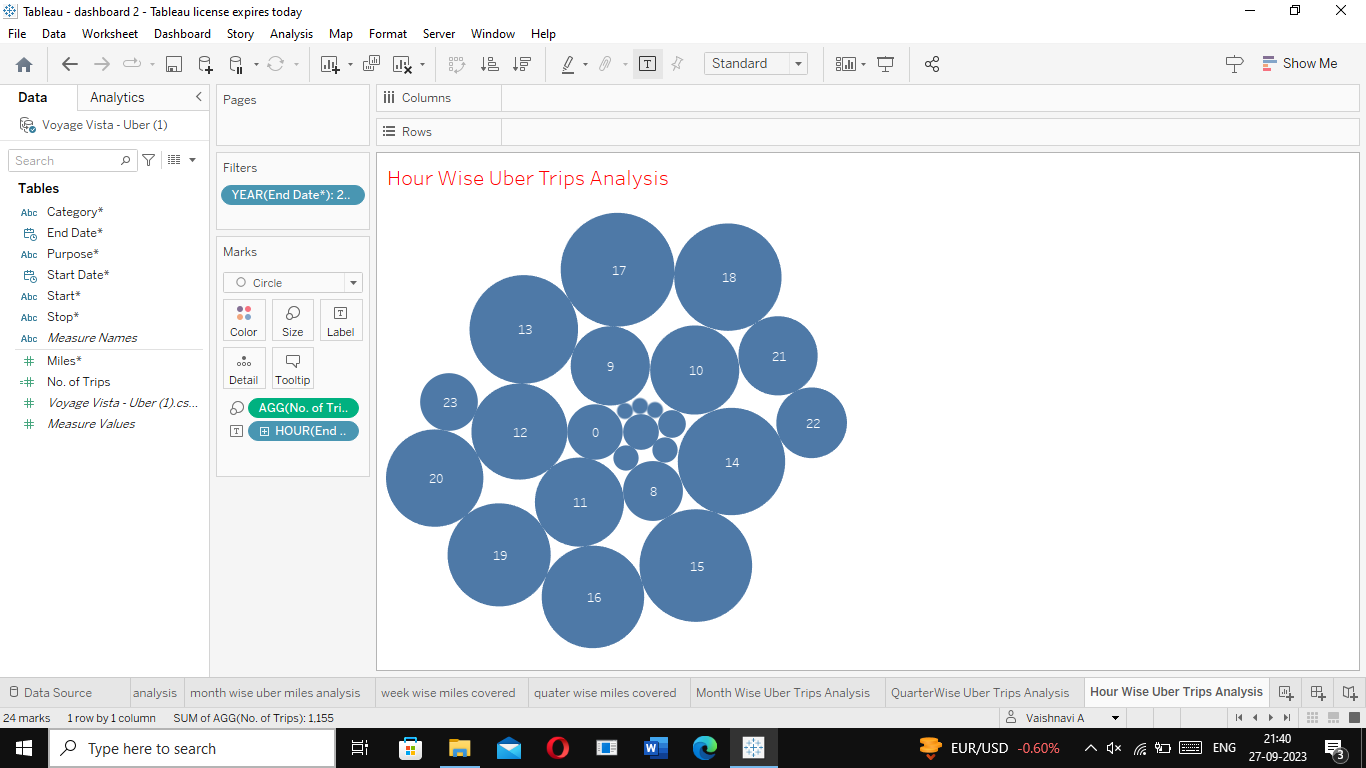 Tableau - dashboard 2 - Tableau license expires today
File Data Worksheet Dashboard Story Analysis Map Format Server Window Help
Standard
Show Me
Data Analytics
Voyage Vista - Uber (1)
Search
Tables
Abc Category*
End Date*
Abc Purpose*
Start Date*
Abc Start*
Abc Stop*
Abc Measure Names
Miles*
No. of Trips
Voyage Vista - Uber (1).cs...
Measure Values
Pages
Filters
YEAR(End Date*): 2..
Marks
Circle
Color Size Label
Detail Tooltip
AGG(No. of Tri..
HOUR(End ..
Columns
Rows
Hour Wise Uber Trips Analysis
17
18
13
21
9
10
23
22
12
0
14
20
8
11
19
15
16
Data Source analysis month wise uber miles analysis week wise miles covered quater wise miles covered Month Wise Uber Trips Analysis QuarterWise Uber Trips Analysis Hour Wise Uber Trips Analysis
24 marks 1 row by 1 column SUM of AGG(No. of Trips): 1,155 Vaishnavi A
Type here to search
EUR/USD -0.60% ENG
21:40
27-09-2023
3